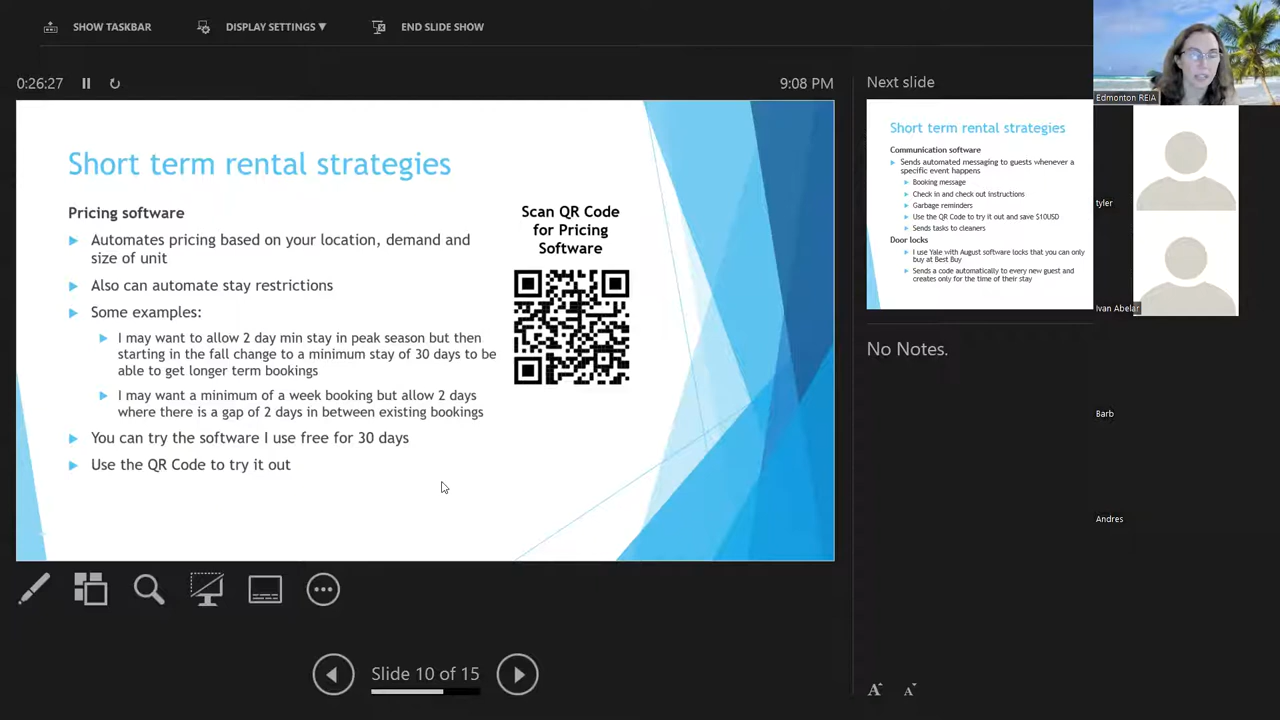 SHOW TASKBAR
DISPLAY SETTINGS ▼
END SLIDE SHOW
0:26:27
9:08 PM
Short term rental strategies
Pricing software
Automates pricing based on your location, demand and
size of unit
Also can automate stay restrictions
Some examples:
I may want to allow 2 day min stay in peak season but then
starting in the fall change to a minimum stay of 30 days to be
able to get longer term bookings
I may want a minimum of a week booking but allow 2 days
where there is a gap of 2 days in between existing bookings
You can try the software I use free for 30 days
Use the QR Code to try it out
Scan QR Code
for Pricing
Software
Slide 10 of 15
Next slide
Short term rental strategies
Communication software
Sends automated messaging to guests whenever a
specific event happens
Booking message
Check in and check out instructions
Garbage reminders
Use the QR Code to try it out and save $10USD
Sends tasks to cleaners
Door locks
I use Yale with August software locks that you can only
buy at Best Buy
Sends a code automatically to every new guest and
creates only for the time of their stay
No Notes.
A A
Edmonton REIA
tyler
Ivan Abelar
Barb
Andres